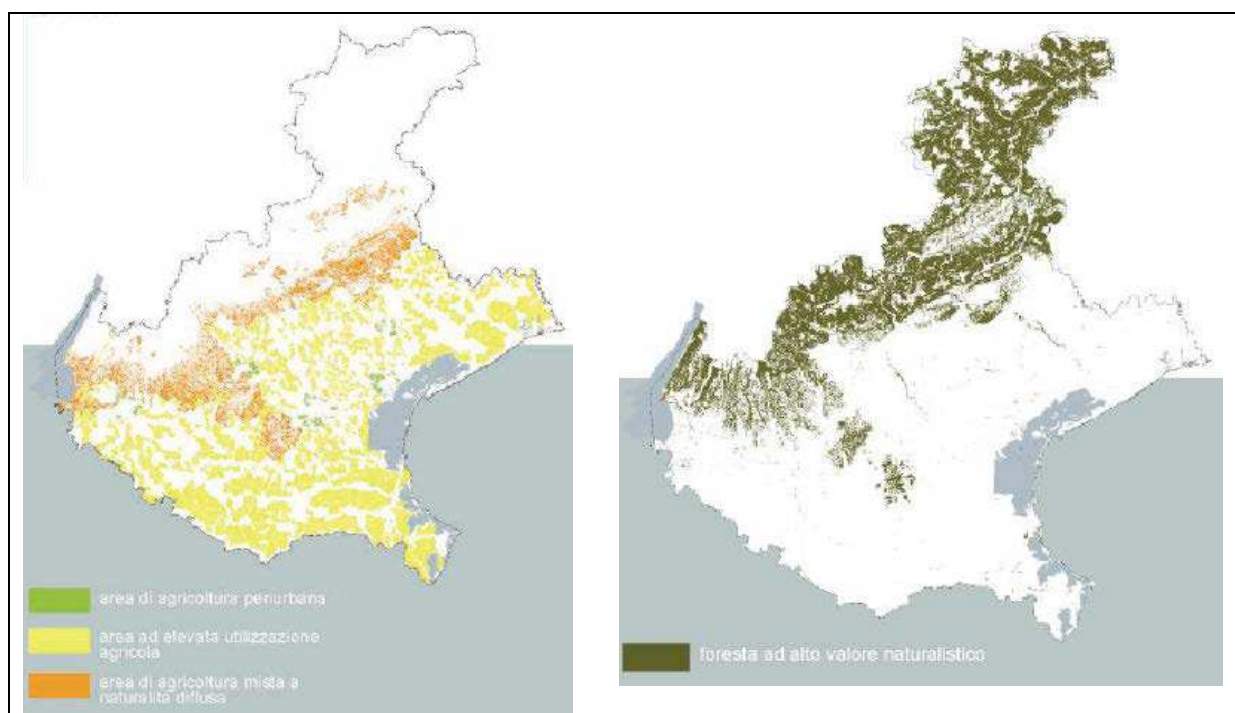 area di agricoltura periurbana
area ad elevata utilizzazione
agricola
area di agricoltura mista a
naturalità diffusa
foresta ad alto valore naturalistico